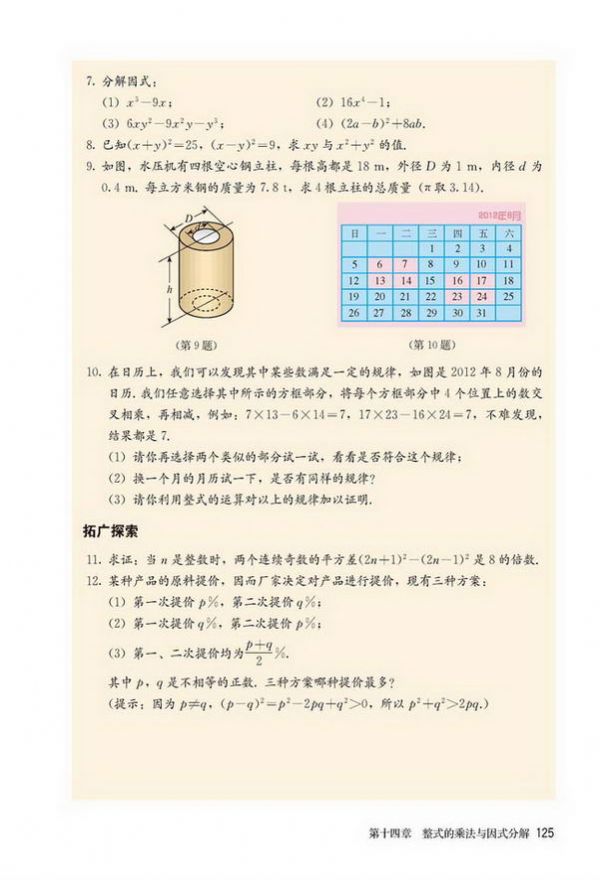 7. 分解因式：
(1) x³－9x；    (2) 16x⁴－1；
(3) 6xy²－9x²y－y³；    (4) (2a－b)²＋8ab.
8. 已知(x＋y)²＝25，(x－y)²＝9，求 xy 与 x²＋y² 的值.
9. 如图，水压机有四根空心钢立柱，每根高都是 18 m，外径 D 为 1 m，内径 d 为
0.4 m. 每立方米钢的质量为 7.8 t，求 4 根立柱的总质量（π 取 3.14）.
D
d
h
（第 9 题）
2012年8月
日 一 二 三 四 五 六
1 2 3 4
5 6 7 8 9 10 11
12 13 14 15 16 17 18
19 20 21 22 23 24 25
26 27 28 29 30 31
（第 10 题）
10. 在日历上，我们可以发现其中某些数满足一定的规律，如图是 2012 年 8 月份的
日历. 我们任意选择其中所示的方框部分，将每个方框部分中 4 个位置上的数交
叉相乘，再相减，例如：7×13－6×14＝7，17×23－16×24＝7，不难发现，
结果都是 7.
(1) 请你再选择两个类似的部分试一试，看看是否符合这个规律；
(2) 换一个月的月历试一下，是否有同样的规律？
(3) 请你利用整式的运算对以上的规律加以证明.
拓广探索
11. 求证：当 n 是整数时，两个连续奇数的平方差(2n＋1)²－(2n－1)² 是 8 的倍数.
12. 某种产品的原料提价，因而厂家决定对产品进行提价，现有三种方案：
(1) 第一次提价 p%，第二次提价 q%；
(2) 第一次提价 q%，第二次提价 p%；
(3) 第一、二次提价均为 (p＋q)/2 %.
其中 p，q 是不相等的正数. 三种方案哪种提价最多？
(提示：因为 p≠q，(p－q)²＝p²－2pq＋q²＞0，所以 p²＋q²＞2pq.)
第十四章 整式的乘法与因式分解 125